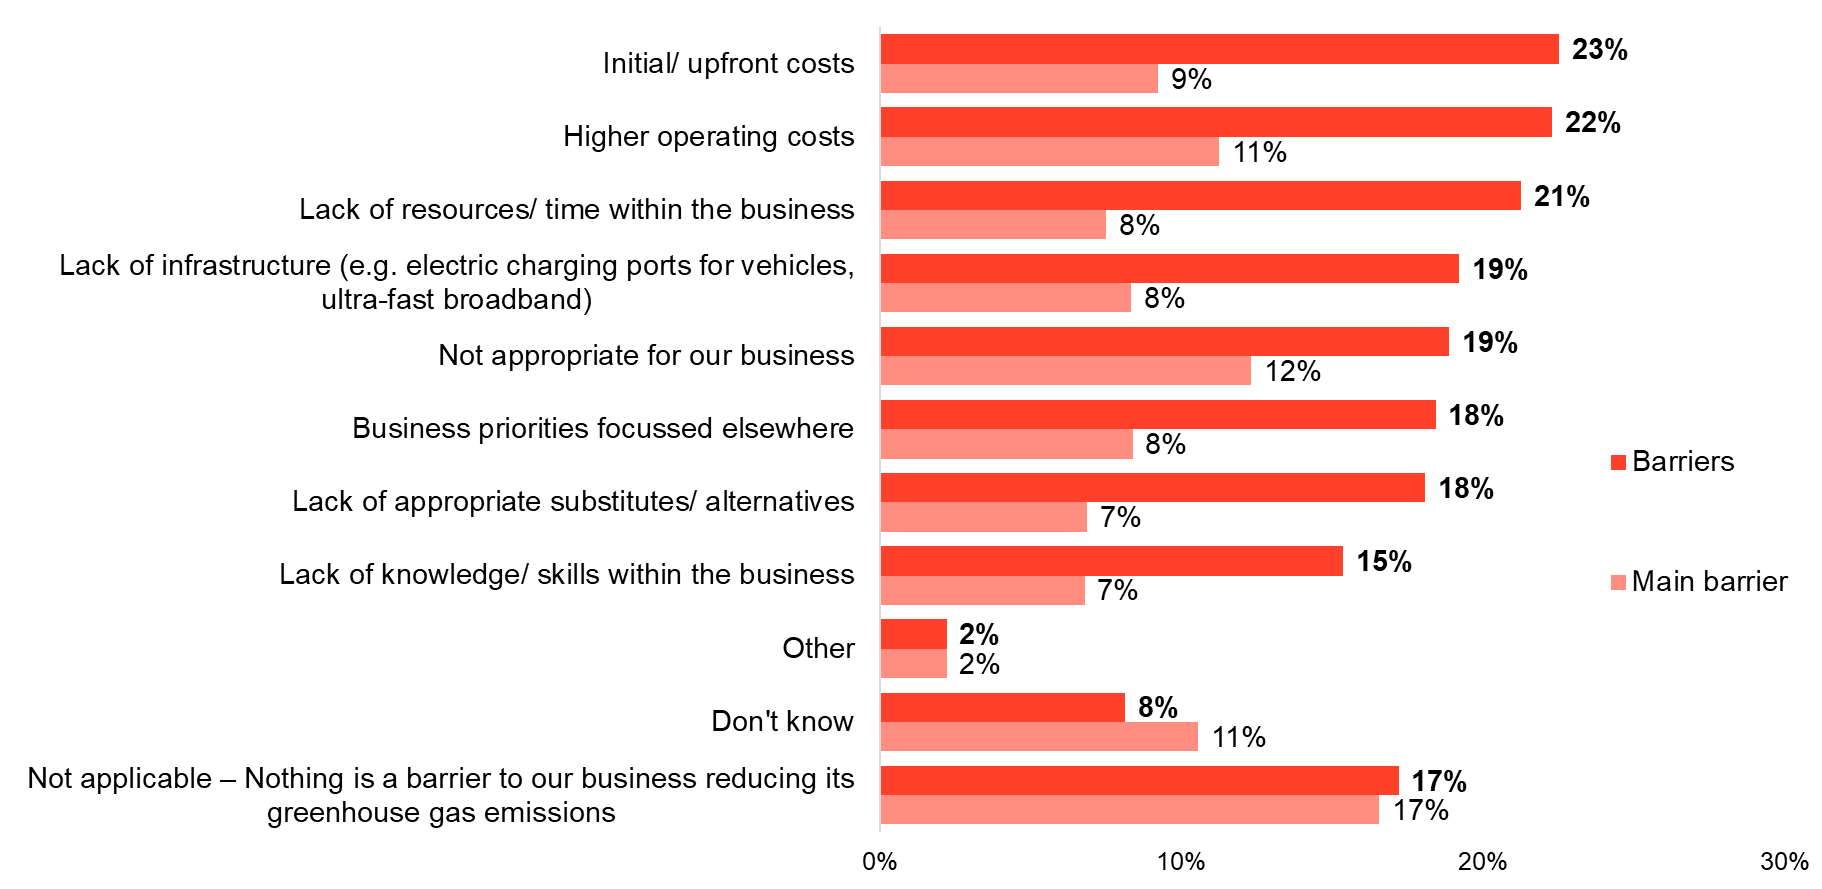 Initial/ upfront costs
23%
9%
Higher operating costs
22%
11%
Lack of resources/ time within the business
21%
8%
Lack of infrastructure (e.g. electric charging ports for vehicles,
ultra-fast broadband)
19%
8%
Not appropriate for our business
19%
12%
Business priorities focussed elsewhere
18%
8%
Lack of appropriate substitutes/ alternatives
18%
7%
Lack of knowledge/ skills within the business
15%
7%
Other
2%
2%
Don't know
8%
11%
Not applicable – Nothing is a barrier to our business reducing its
greenhouse gas emissions
17%
17%
0% 10% 20% 30%
Barriers
Main barrier